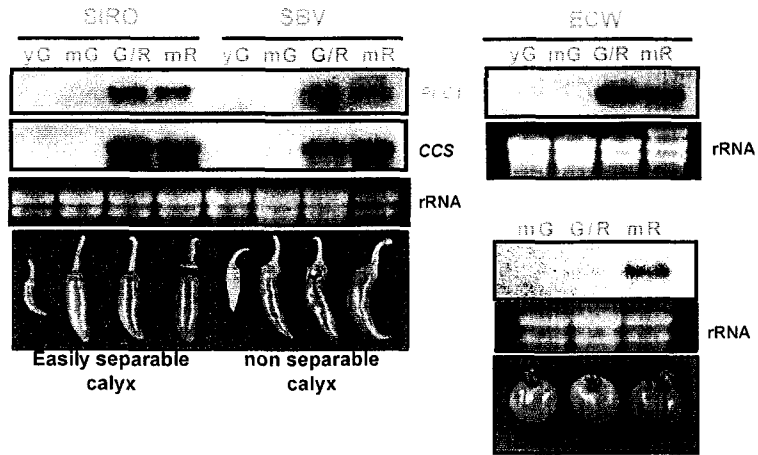 SIRO SBV ECW
yG mG G/R mR yG mG G/R mR yG mG G/R mR
CCS rRNA
rRNA
mG G/R mR
rRNA
Easily separable calyx
non separable calyx